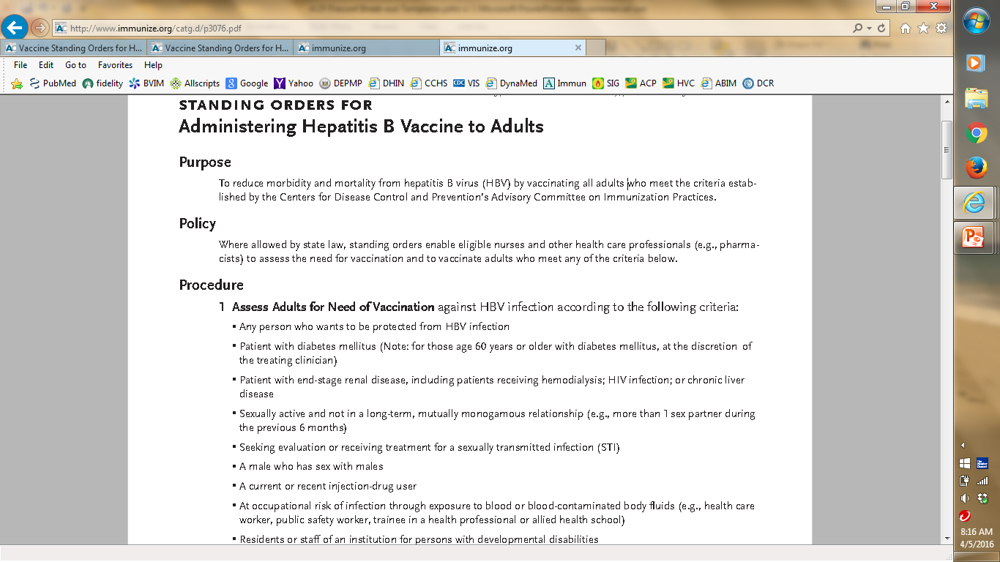 http://www.immunize.org/catg.d/p3076.pdf
Vaccine Standing Orders for H... Vaccine Standing Orders for H... immunize.org immunize.org
File Edit Go to Favorites Help
PubMed fidelity BVIM Allscripts Google Yahoo DEPMP DHIN CCHS CDC VIS DynaMed Immun SIG ACP HVC ABIM DCR
STANDING ORDERS FOR
Administering Hepatitis B Vaccine to Adults
Purpose
To reduce morbidity and mortality from hepatitis B virus (HBV) by vaccinating all adults who meet the criteria estab-
lished by the Centers for Disease Control and Prevention’s Advisory Committee on Immunization Practices.
Policy
Where allowed by state law, standing orders enable eligible nurses and other health care professionals (e.g., pharma-
cists) to assess the need for vaccination and to vaccinate adults who meet any of the criteria below.
Procedure
1 Assess Adults for Need of Vaccination against HBV infection according to the following criteria:
▪ Any person who wants to be protected from HBV infection
▪ Patient with diabetes mellitus (Note: for those age 60 years or older with diabetes mellitus, at the discretion of
the treating clinician)
▪ Patient with end-stage renal disease, including patients receiving hemodialysis; HIV infection; or chronic liver
disease
▪ Sexually active and not in a long-term, mutually monogamous relationship (e.g., more than 1 sex partner during
the previous 6 months)
▪ Seeking evaluation or receiving treatment for a sexually transmitted infection (STI)
▪ A male who has sex with males
▪ A current or recent injection-drug user
▪ At occupational risk of infection through exposure to blood or blood-contaminated body fluids (e.g., health care
worker, public safety worker, trainee in a health professional or allied health school)
▪ Residents or staff of an institution for persons with developmental disabilities
8:16 AM
4/5/2016